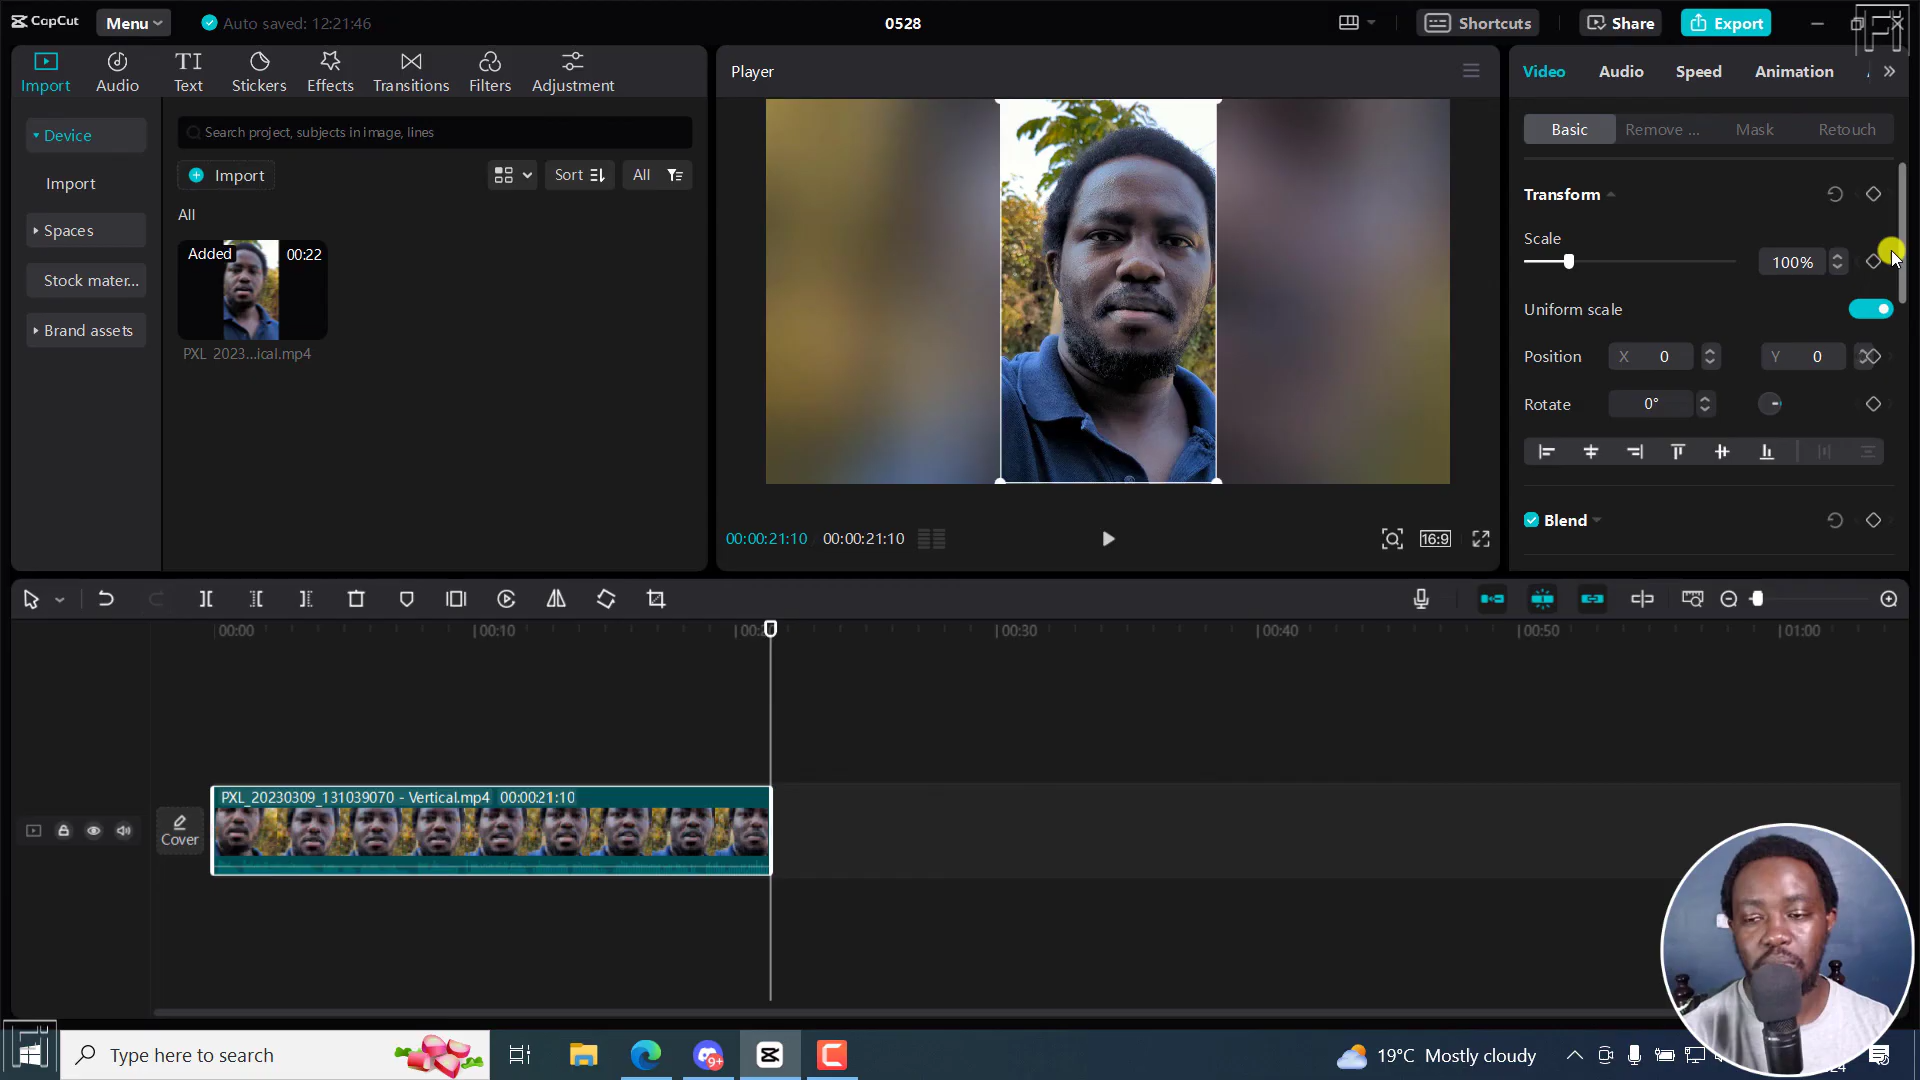 CapCut
Menu
Auto saved: 12:21:46
0528
Shortcuts
Share
Export
Import
Audio
Text
Stickers
Effects
Transitions
Filters
Adjustment
Device
Import
Spaces
Stock mater...
Brand assets
Search project, subjects in image, lines
Import
Sort
All
All
Added
00:22
PXL_2023...ical.mp4
Player
00:00:21:10
00:00:21:10
16:9
Video
Audio
Speed
Animation
Basic
Remove ...
Mask
Retouch
Transform
Scale
100%
Uniform scale
Position
X 0
Y 0
Rotate
0°
Blend
00:00
00:10
00:30
00:40
00:50
01:00
Cover
PXL_20230309_131039070 - Vertical.mp4 00:00:21:10
Type here to search
9+
19°C Mostly cloudy